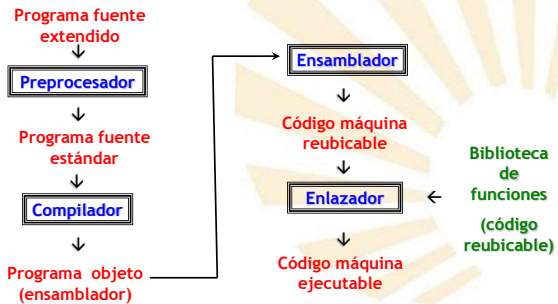 Programa fuente
extendido
Preprocesador
Programa fuente
estándar
Compilador
Programa objeto
(ensamblador)
Ensamblador
Código máquina
reubicable
Enlazador
Código máquina
ejecutable
Biblioteca
de
funciones
(código
reubicable)